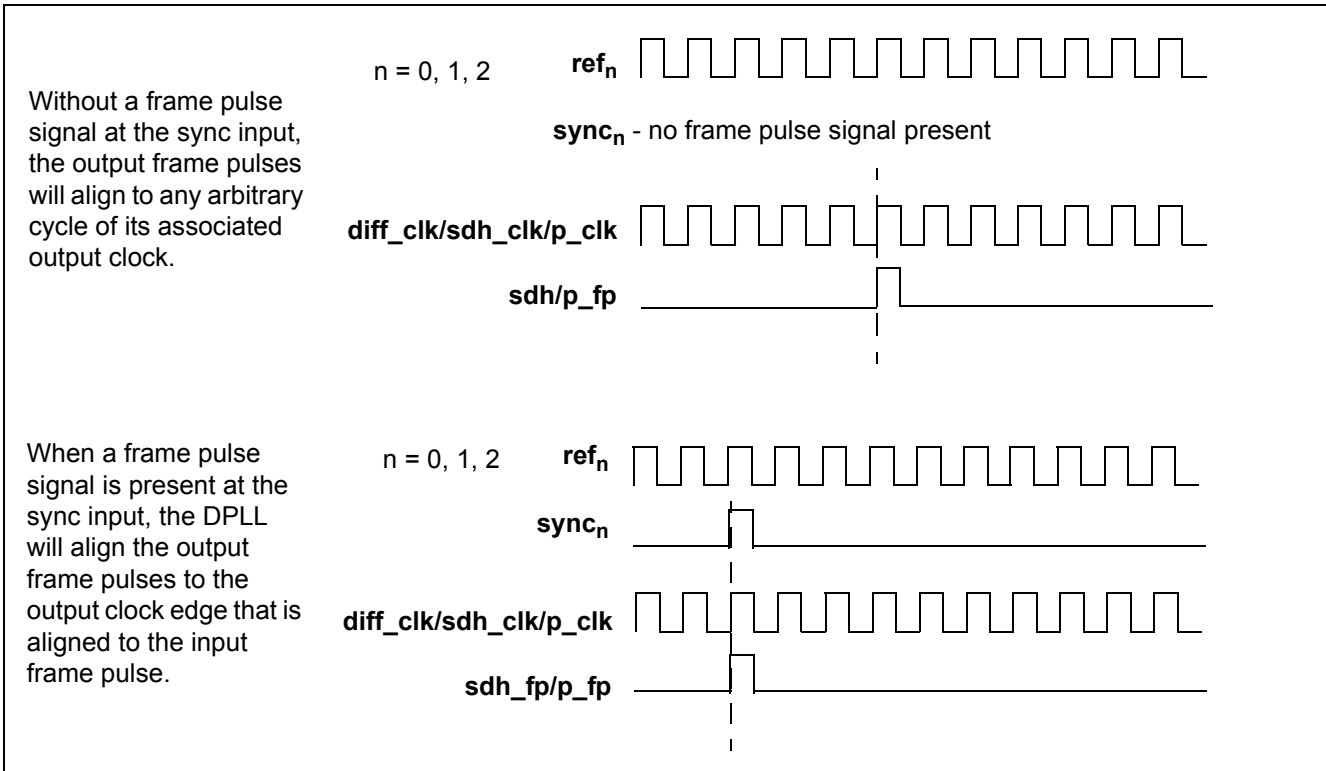 n = 0, 1, 2 refn
Without a frame pulse
signal at the sync input,
the output frame pulses
will align to any arbitrary
cycle of its associated
output clock.
syncn - no frame pulse signal present
diff_clk/sdh_clk/p_clk
sdh/p_fp
When a frame pulse
signal is present at the
sync input, the DPLL
will align the output
frame pulses to the
output clock edge that is
aligned to the input
frame pulse.
n = 0, 1, 2 refn
syncn
diff_clk/sdh_clk/p_clk
sdh_fp/p_fp